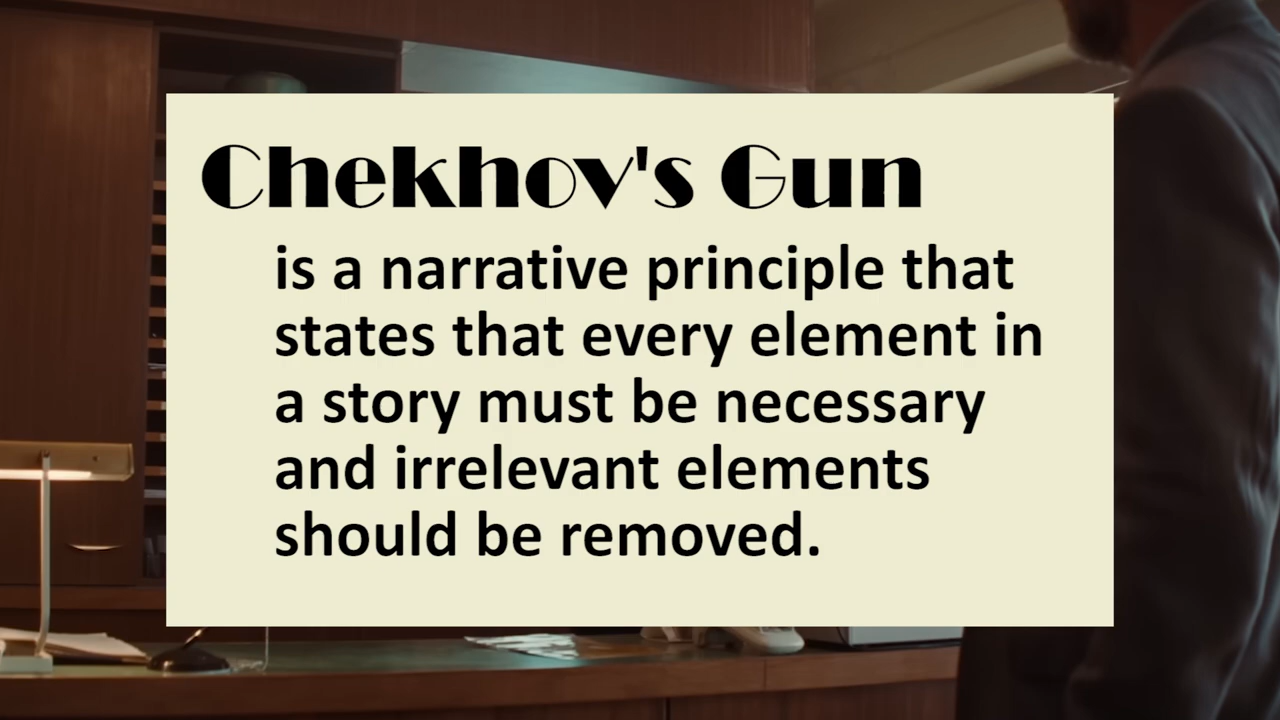 Chekhov's Gun
is a narrative principle that
states that every element in
a story must be necessary
and irrelevant elements
should be removed.